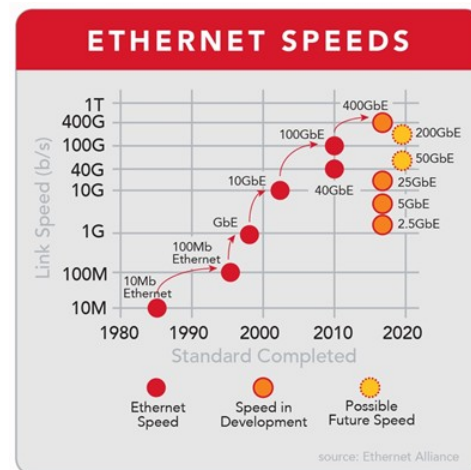 ETHERNET SPEEDS
Link Speed (b/s)
1T
400G
100G
40G
10G
1G
100M
10M
400GbE
100GbE
200GbE
50GbE
40GbE
25GbE
10GbE
5GbE
GbE
2.5GbE
100Mb
Ethernet
10Mb
Ethernet
1980 1990 2000 2010 2020
Standard Completed
Ethernet
Speed
Speed in
Development
Possible
Future Speed
source: Ethernet Alliance